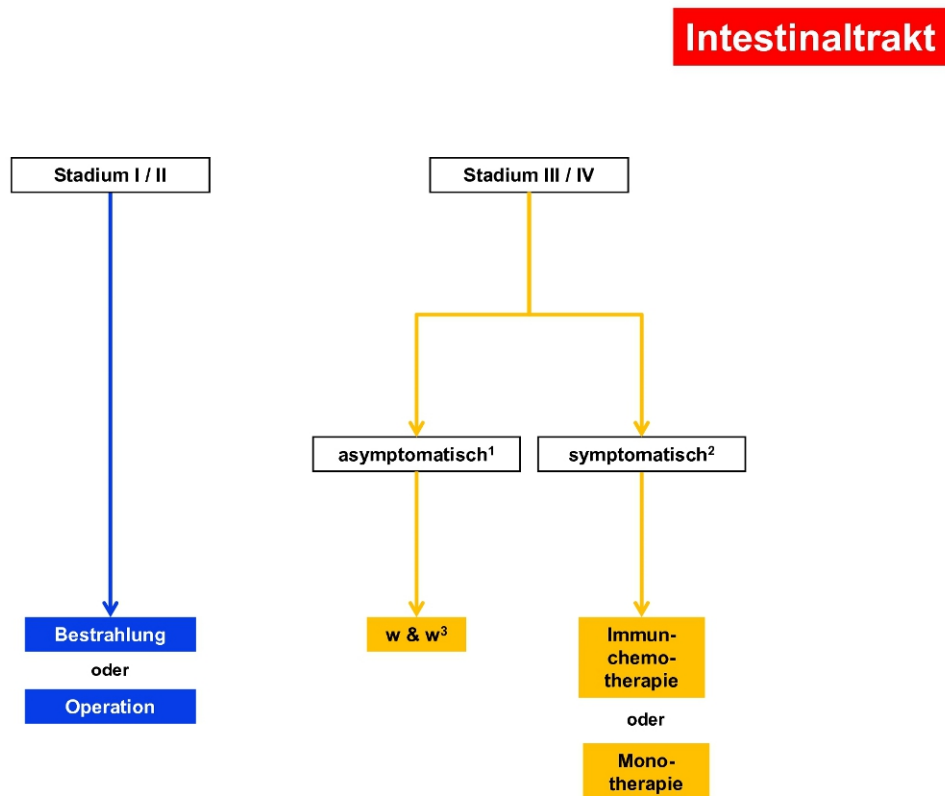 Intestinaltrakt
Stadium I / II
Stadium III / IV
asymptomatisch¹
symptomatisch²
Bestrahlung
oder
Operation
w & w³
Immun-
chemo-
therapie
oder
Mono-
therapie